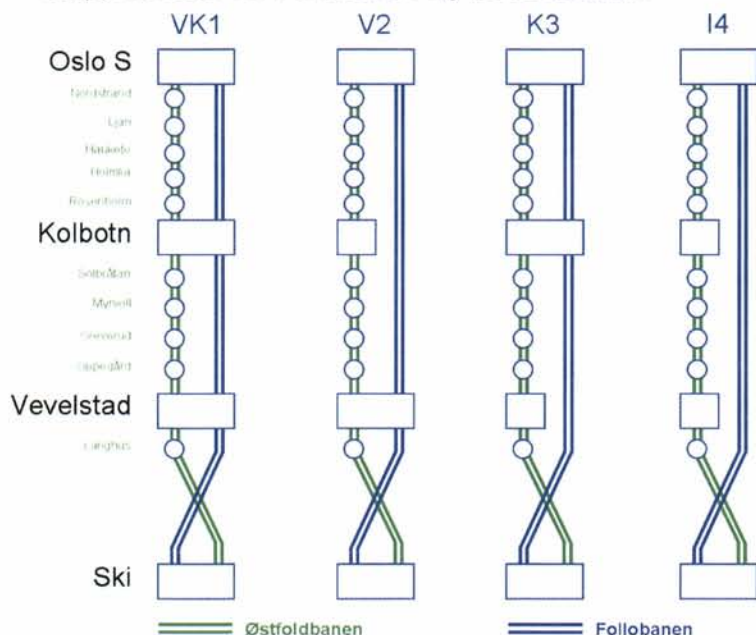 VK1 V2 K3 I4
Oslo S
Nordstrand
Ljan
Hauketo
Holmlia
Rosenholm
Kolbotn
Solbråtan
Myrvoll
Greverud
Oppegård
Vevelstad
Langhus
Ski
Østfoldbanen Follobanen